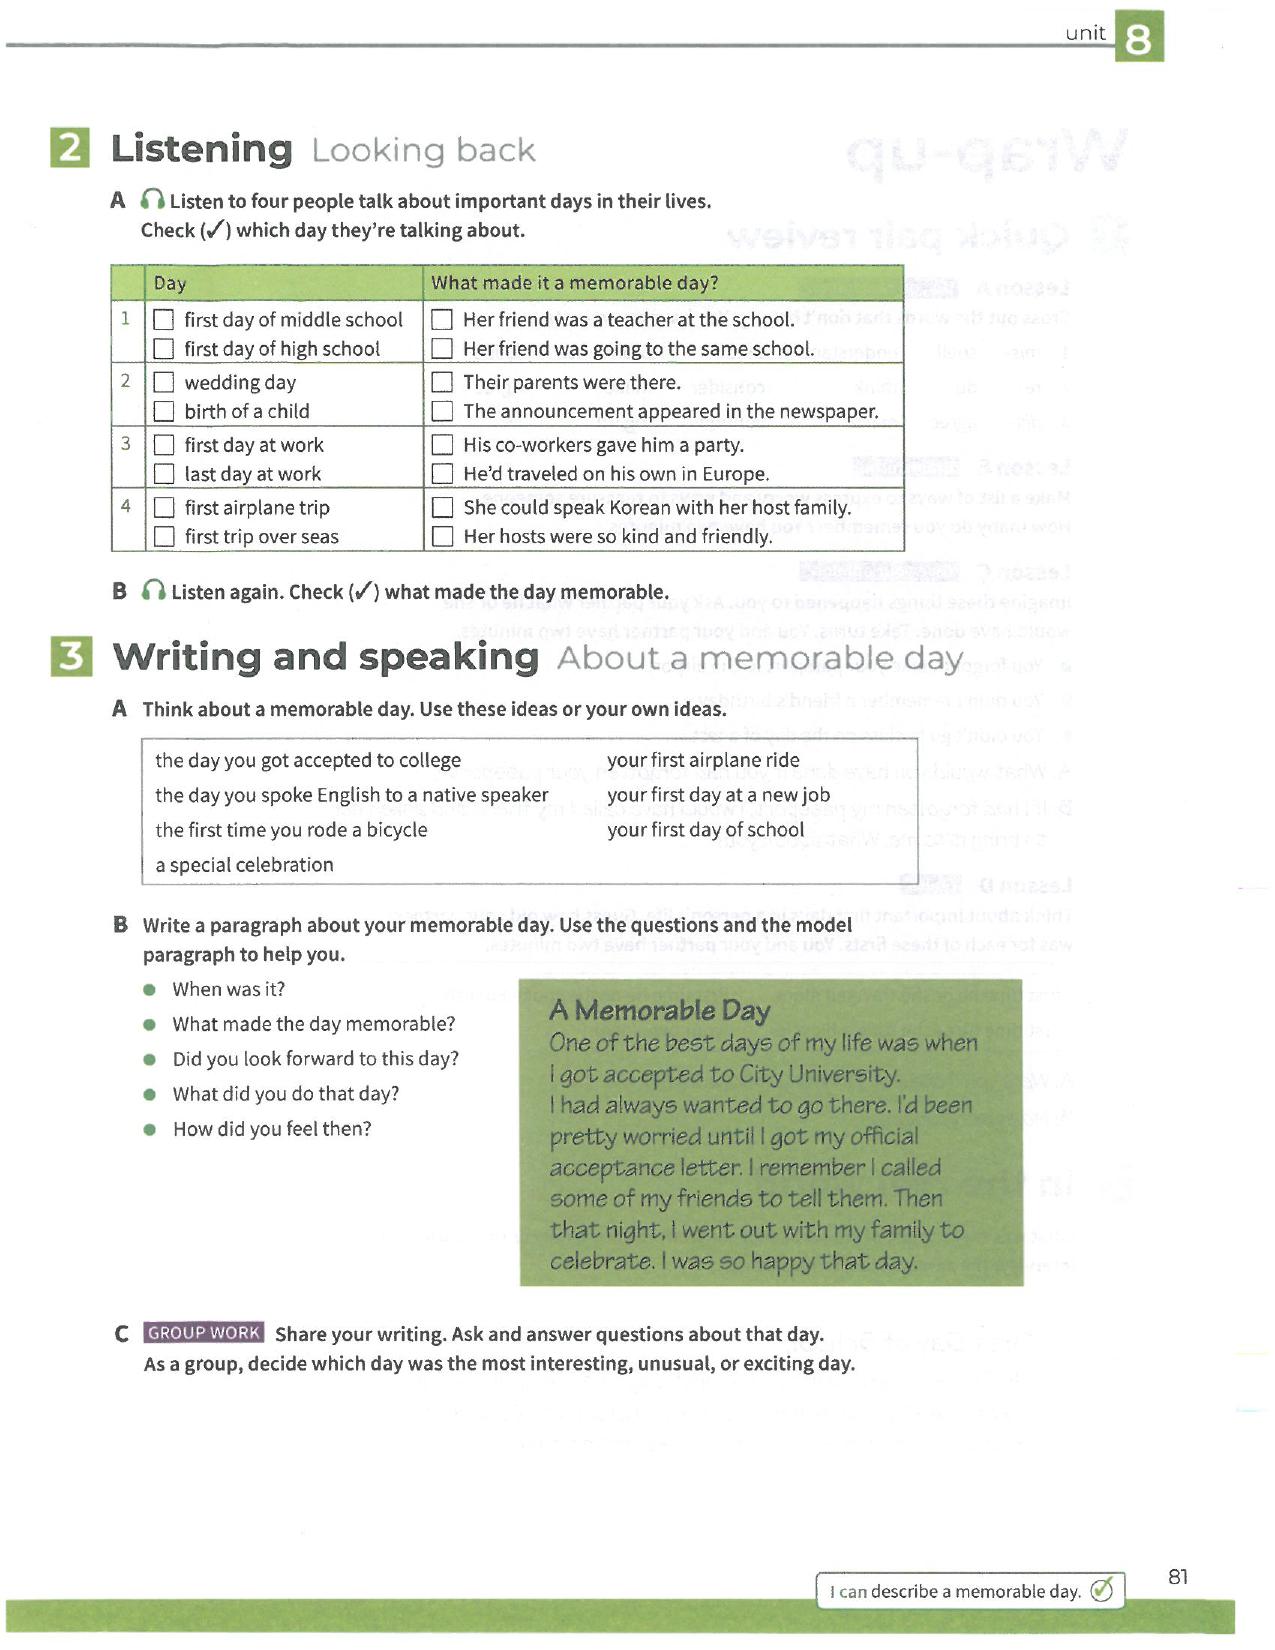 unit 8
2 Listening Looking back
A Listen to four people talk about important days in their lives.
Check (✓) which day they're talking about.
Day What made it a memorable day?
1 first day of middle school Her friend was a teacher at the school.
first day of high school Her friend was going to the same school.
2 wedding day Their parents were there.
birth of a child The announcement appeared in the newspaper.
3 first day at work His co-workers gave him a party.
last day at work He'd traveled on his own in Europe.
4 first airplane trip She could speak Korean with her host family.
first trip over seas Her hosts were so kind and friendly.
B Listen again. Check (✓) what made the day memorable.
3 Writing and speaking About a memorable day
A Think about a memorable day. Use these ideas or your own ideas.
the day you got accepted to college your first airplane ride
the day you spoke English to a native speaker your first day at a new job
the first time you rode a bicycle your first day of school
a special celebration
B Write a paragraph about your memorable day. Use the questions and the model
paragraph to help you.
● When was it?
● What made the day memorable?
● Did you look forward to this day?
● What did you do that day?
● How did you feel then?
A Memorable Day
One of the best days of my life was when
I got accepted to City University.
I had always wanted to go there. I'd been
pretty worried until I got my official
acceptance letter. I remember I called
some of my friends to tell them. Then
that night, I went out with my family to
celebrate. I was so happy that day.
C GROUP WORK Share your writing. Ask and answer questions about that day.
As a group, decide which day was the most interesting, unusual, or exciting day.
I can describe a memorable day.
81